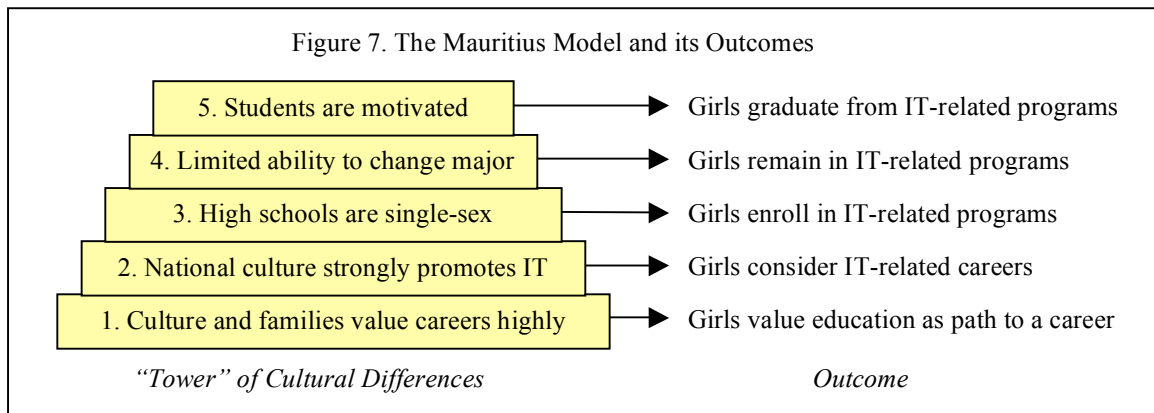 Figure 7. The Mauritius Model and its Outcomes
5. Students are motivated
Girls graduate from IT-related programs
4. Limited ability to change major
Girls remain in IT-related programs
3. High schools are single-sex
Girls enroll in IT-related programs
2. National culture strongly promotes IT
Girls consider IT-related careers
1. Culture and families value careers highly
Girls value education as path to a career
“Tower” of Cultural Differences
Outcome